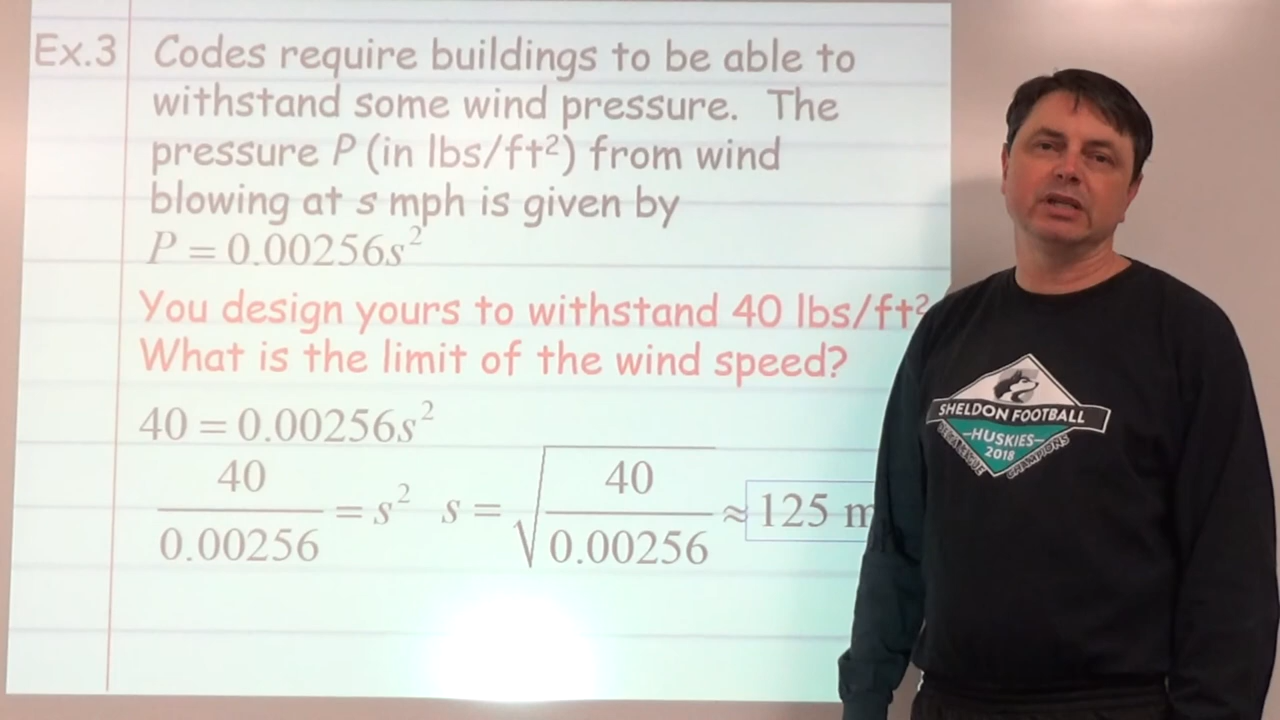 Ex.3 Codes require buildings to be able to
withstand some wind pressure. The
pressure P (in lbs/ft²) from wind
blowing at s mph is given by
P = 0.00256s²
You design yours to withstand 40 lbs/ft²
What is the limit of the wind speed?
40 = 0.00256s²
40/0.00256 = s² s = √(40/0.00256) ≈ 125 m
SHELDON FOOTBALL
-HUSKIES-
2018
CHAMPIONS